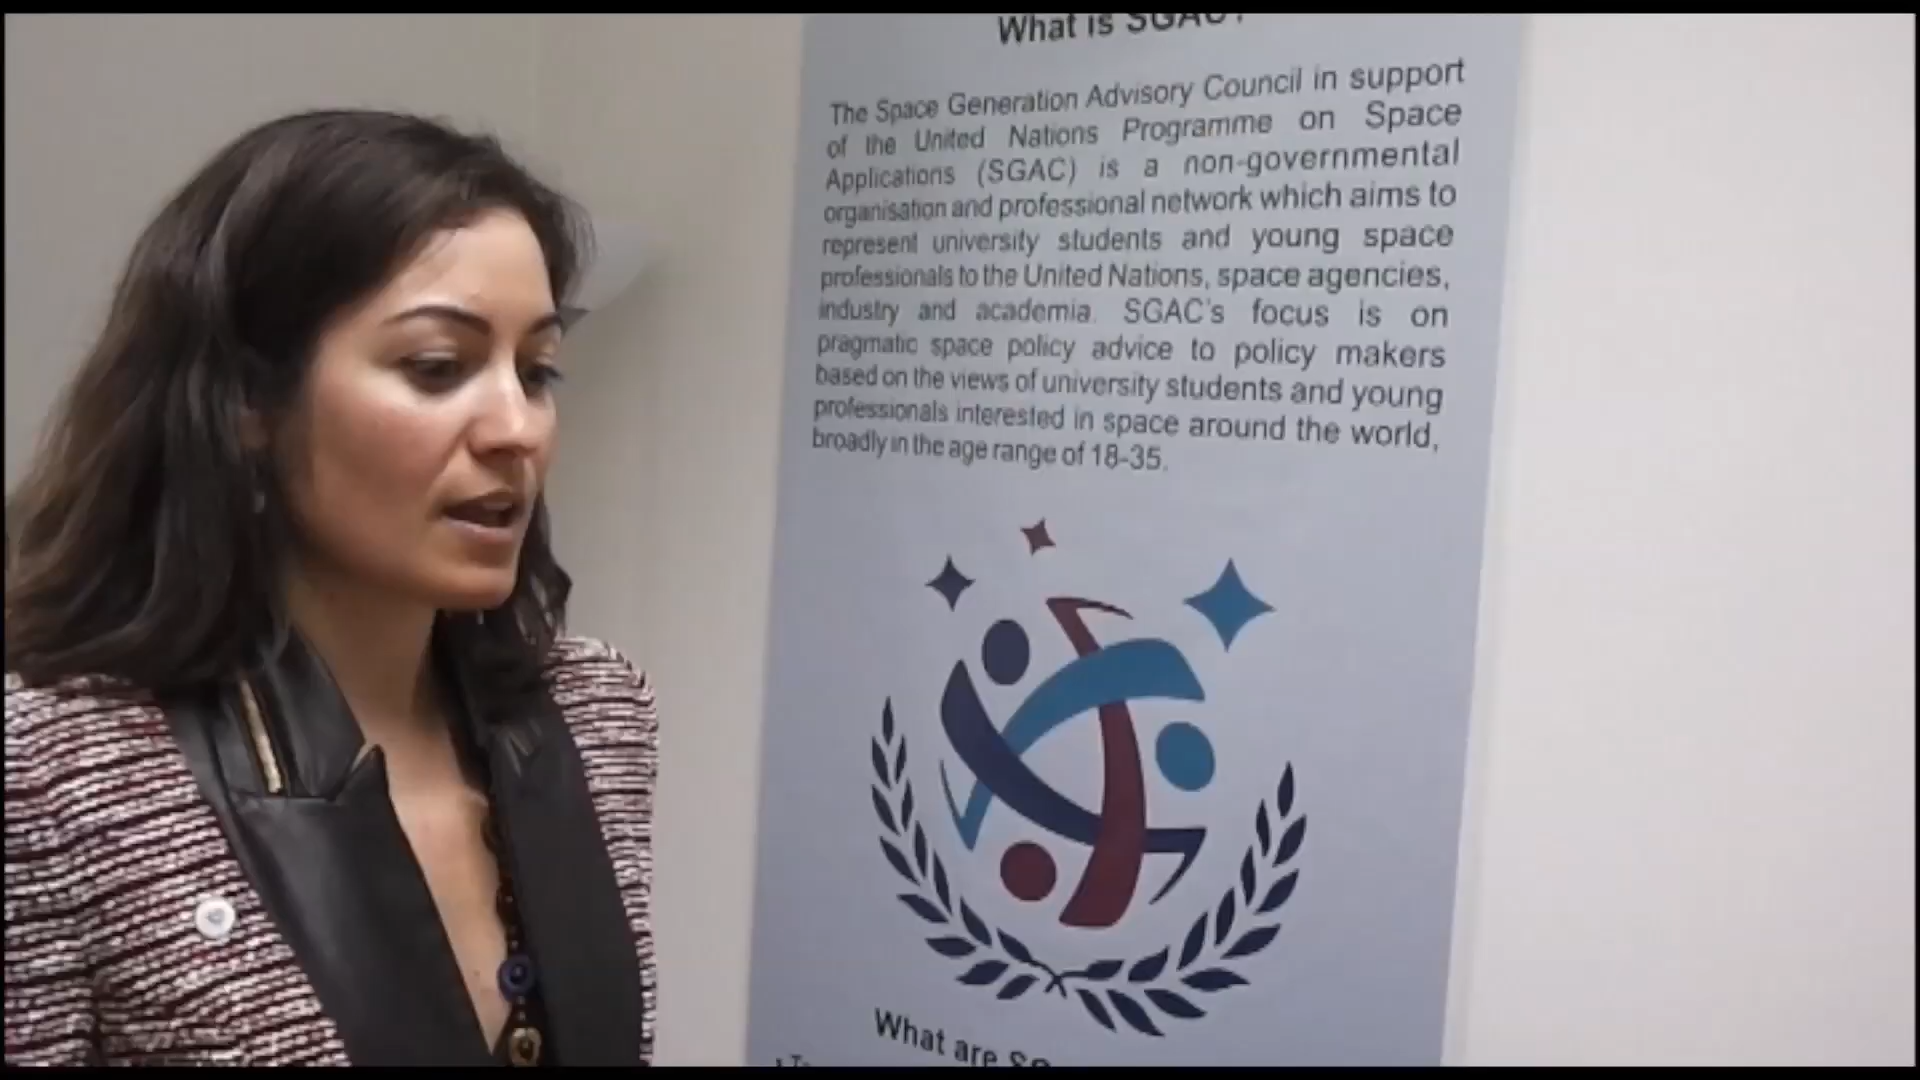 What is SGAC?
The Space Generation Advisory Council in support
of the United Nations Programme on Space
Applications (SGAC) is a non-governmental
organisation and professional network which aims to
represent university students and young space
professionals to the United Nations, space agencies,
industry and academia. SGAC's focus is on
pragmatic space policy advice to policy makers
based on the views of university students and young
professionals interested in space around the world,
broadly in the age range of 18-35.
What are